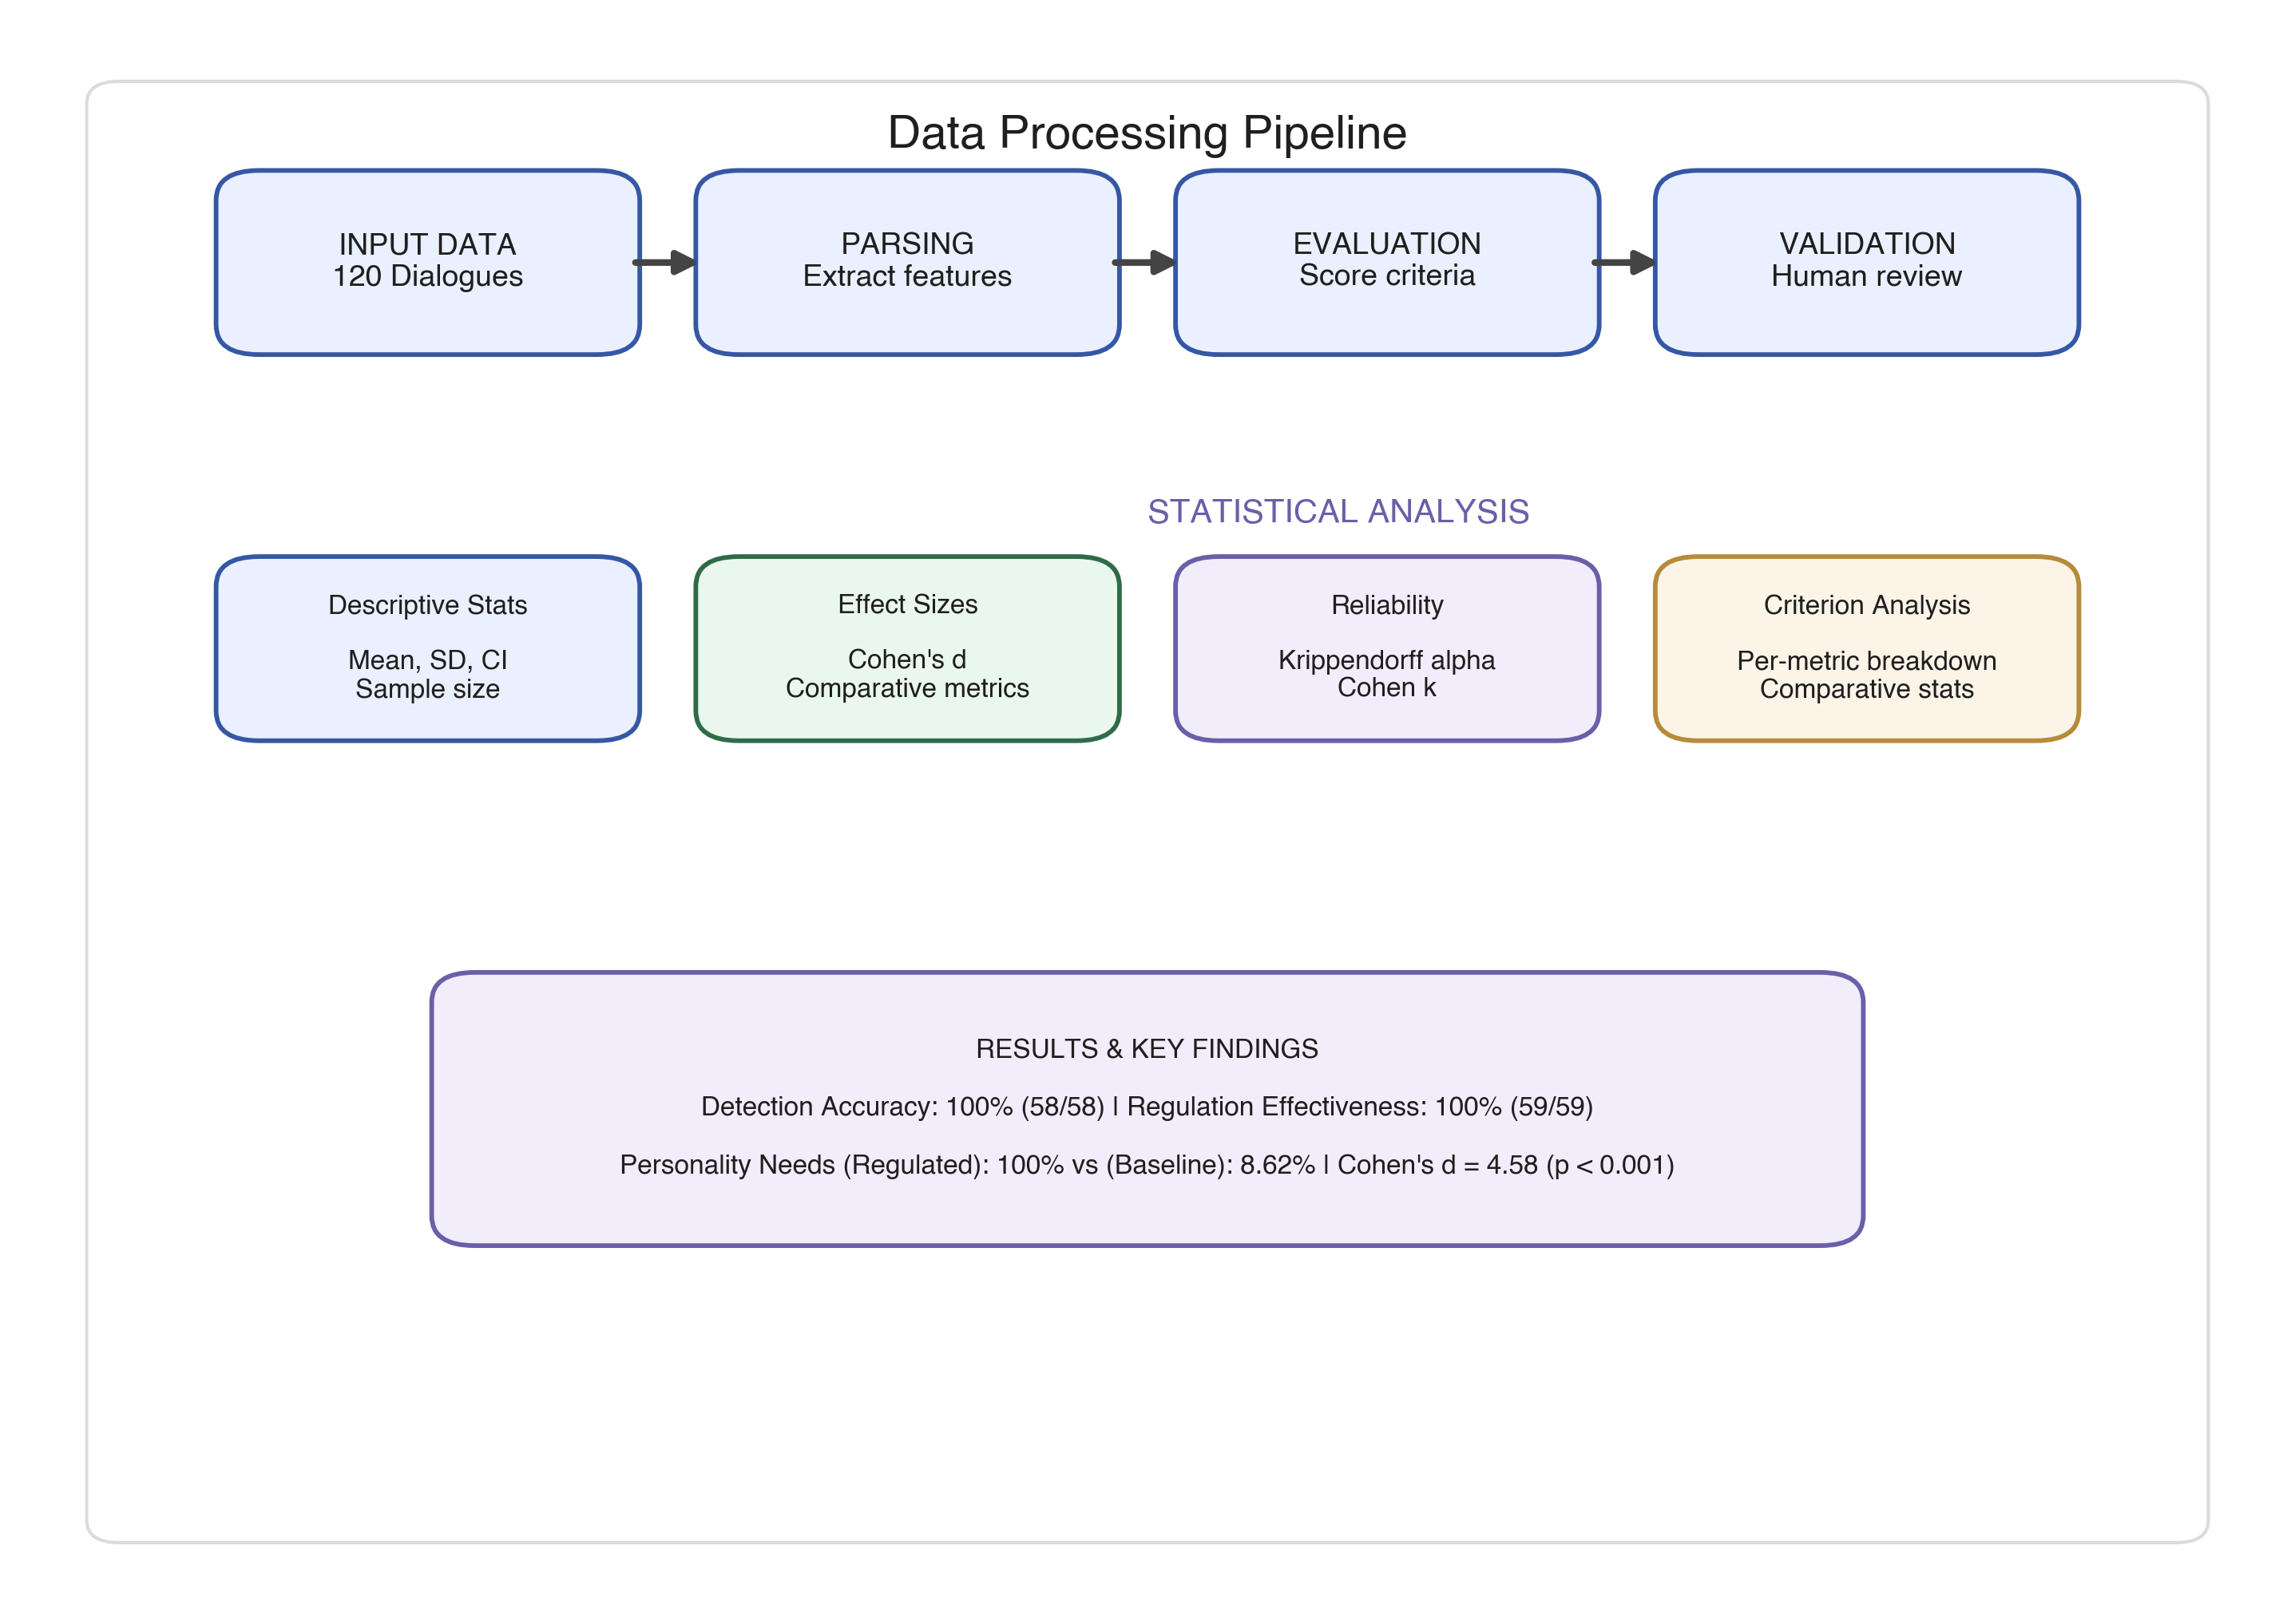 Data Processing Pipeline
INPUT DATA
120 Dialogues
PARSING
Extract features
EVALUATION
Score criteria
VALIDATION
Human review
STATISTICAL ANALYSIS
Descriptive Stats
Mean, SD, CI
Sample size
Effect Sizes
Cohen's d
Comparative metrics
Reliability
Krippendorff alpha
Cohen k
Criterion Analysis
Per-metric breakdown
Comparative stats
RESULTS & KEY FINDINGS
Detection Accuracy: 100% (58/58) | Regulation Effectiveness: 100% (59/59)
Personality Needs (Regulated): 100% vs (Baseline): 8.62% | Cohen's d = 4.58 (p < 0.001)